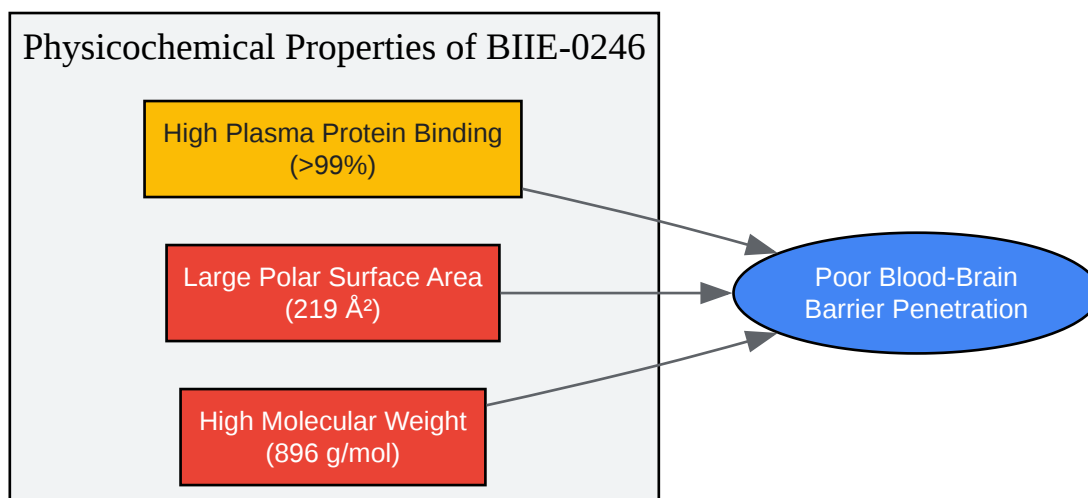 Physicochemical Properties of BIIE-0246
High Plasma Protein Binding
(>99%)
Large Polar Surface Area
(219 Å²)
High Molecular Weight
(896 g/mol)
Poor Blood-Brain
Barrier Penetration